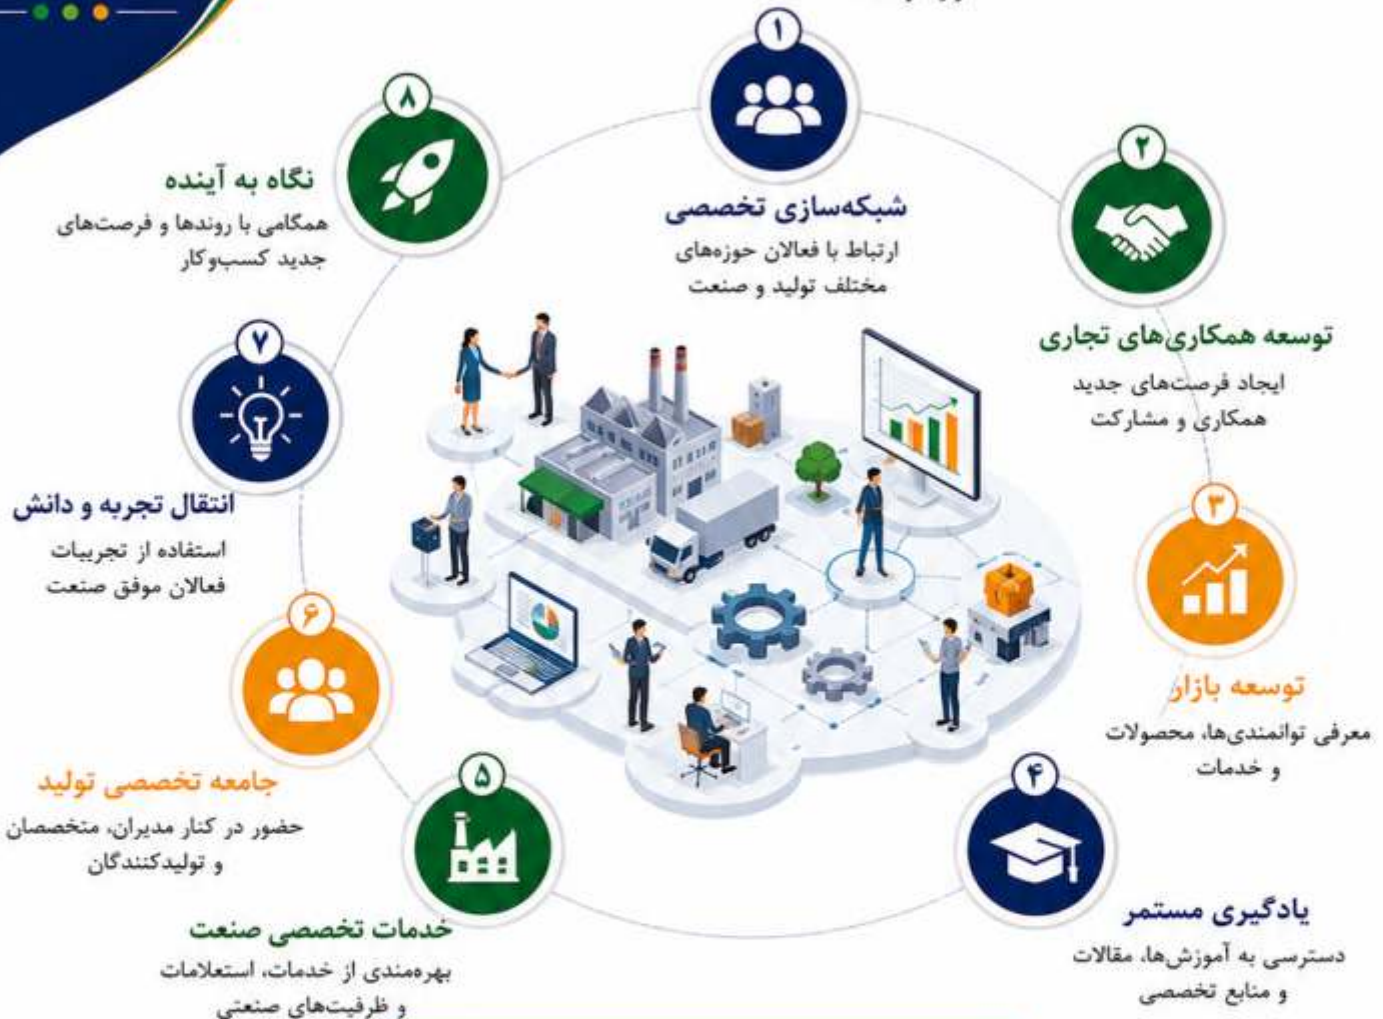 ۱
شبکه‌سازی تخصصی
ارتباط با فعالان حوزه‌های
مختلف تولید و صنعت
۲
توسعه همکاری‌های تجاری
ایجاد فرصت‌های جدید
همکاری و مشارکت
۳
توسعه بازار
معرفی توانمندی‌ها، محصولات
و خدمات
۴
یادگیری مستمر
دسترسی به آموزش‌ها، مقالات
و منابع تخصصی
۵
خدمات تخصصی صنعت
بهره‌مندی از خدمات، استعلامات
و ظرفیت‌های صنعتی
۶
جامعه تخصصی تولید
حضور در کنار مدیران، متخصصان
و تولیدکنندگان
۷
انتقال تجربه و دانش
استفاده از تجربیات
فعالان موفق صنعت
۸
نگاه به آینده
همگامی با روندها و فرصت‌های
جدید کسب‌وکار